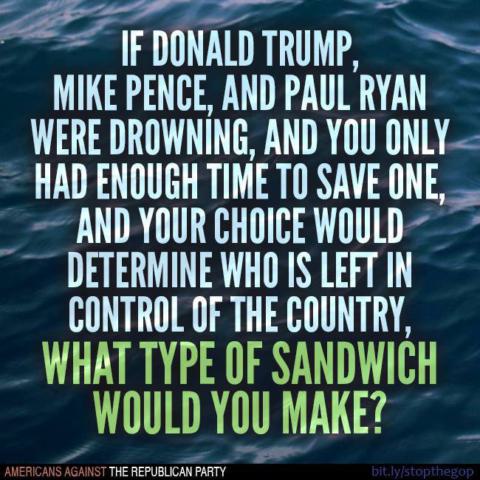 IF DONALD TRUMP,
MIKE PENCE, AND PAUL RYAN
WERE DROWNING, AND YOU ONLY
HAD ENOUGH TIME TO SAVE ONE,
AND YOUR CHOICE WOULD
DETERMINE WHO IS LEFT IN
CONTROL OF THE COUNTRY,
WHAT TYPE OF SANDWICH
WOULD YOU MAKE?
AMERICANS AGAINST THE REPUBLICAN PARTY
bit.ly/stopthegop